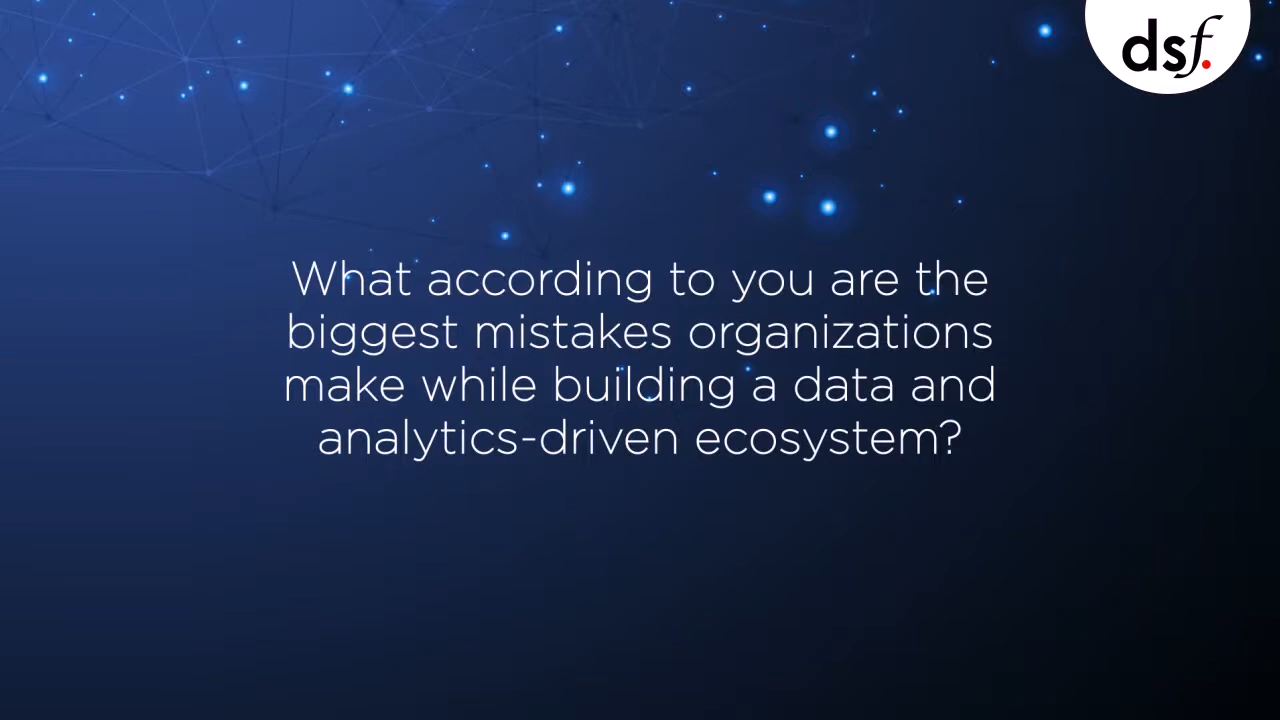 dsf.
What according to you are the
biggest mistakes organizations
make while building a data and
analytics-driven ecosystem?